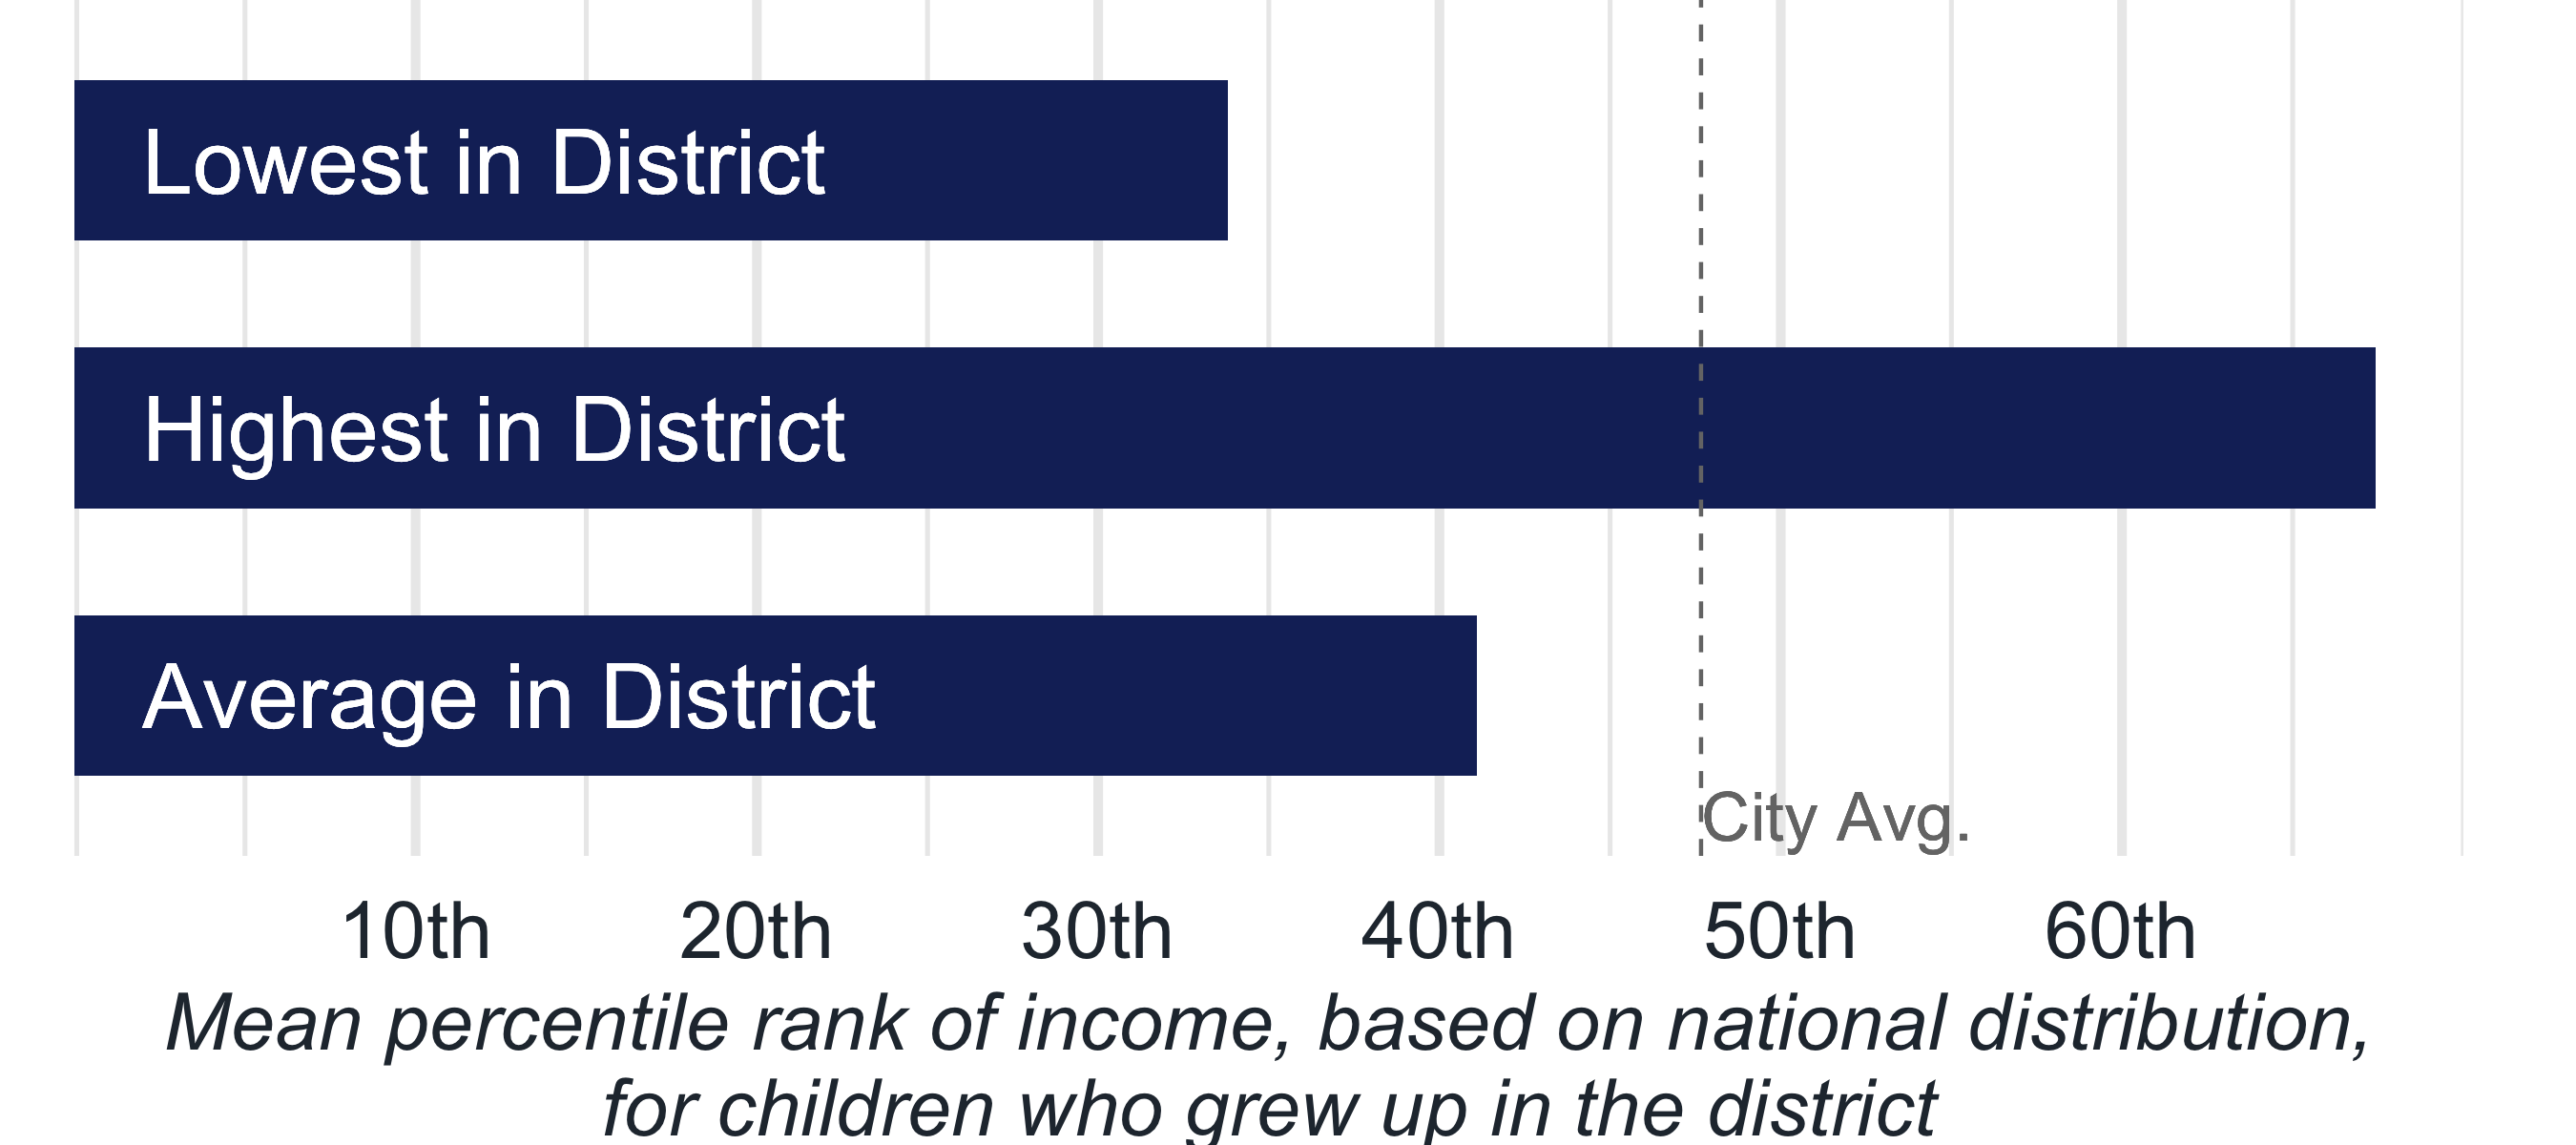 Lowest in District
Highest in District
Average in District
City Avg.
10th 20th 30th 40th 50th 60th
Mean percentile rank of income, based on national distribution,
for children who grew up in the district